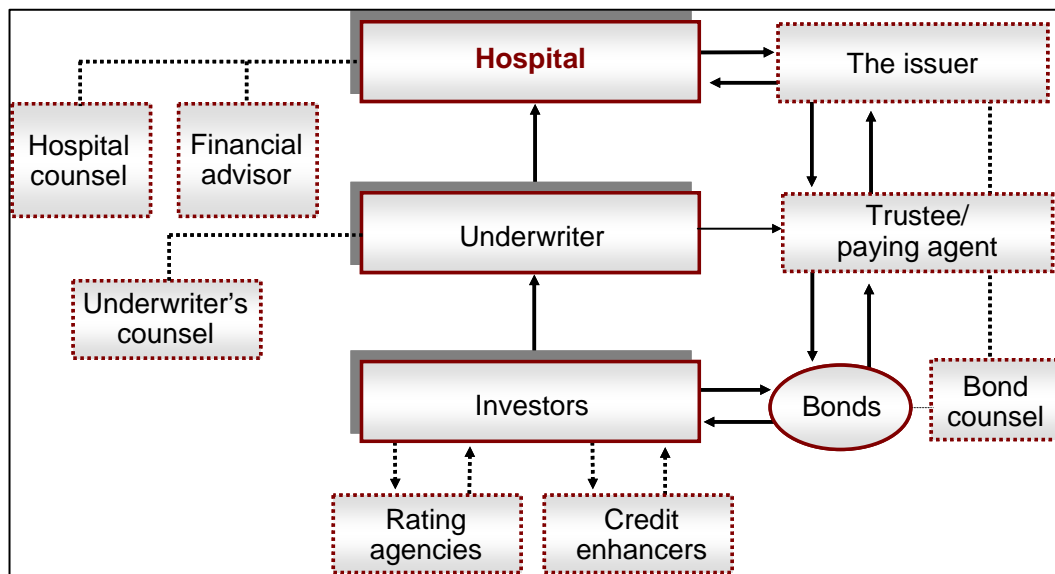 Hospital
The issuer
Hospital
counsel
Financial
advisor
Underwriter
Trustee/
paying agent
Underwriter's
counsel
Investors
Bonds
Bond
counsel
Rating
agencies
Credit
enhancers